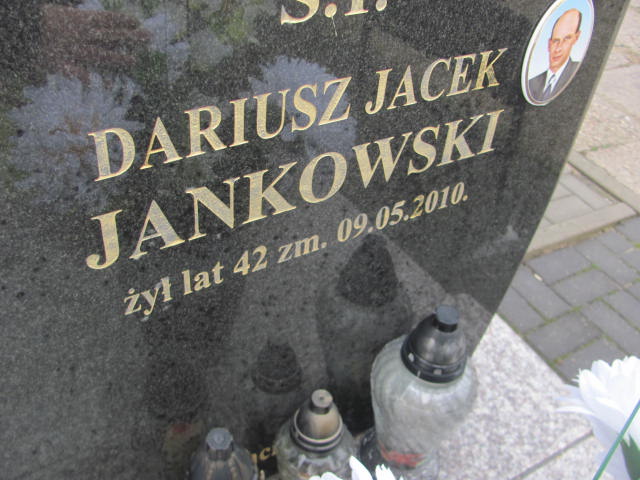 Ś.P.
DARIUSZ JACEK
JANKOWSKI
żył lat 42 zm. 09.05.2010.